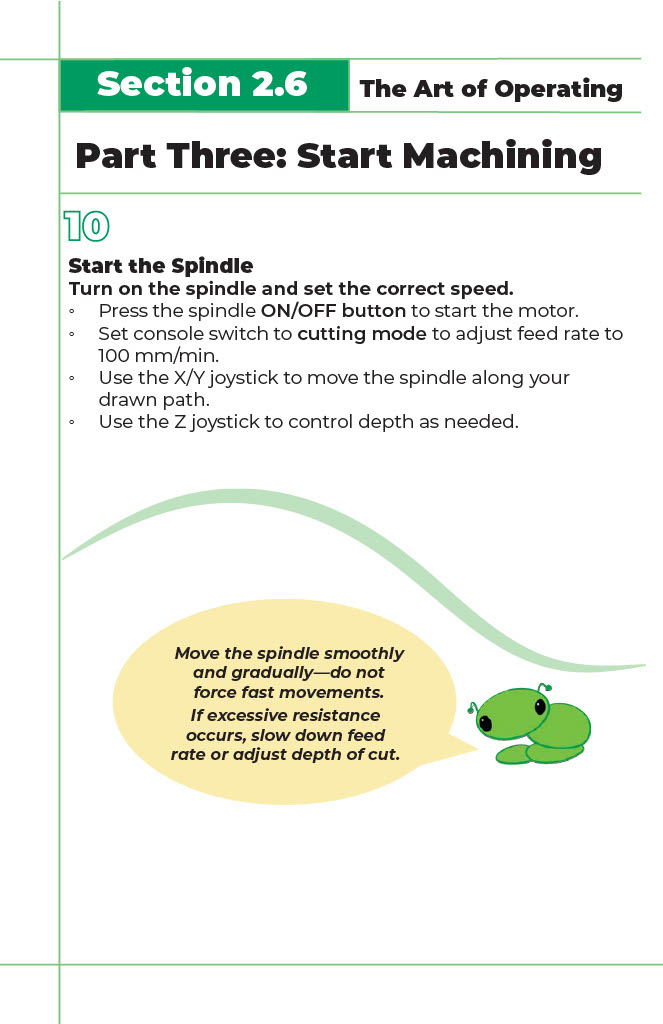 Section 2.6
The Art of Operating
Part Three: Start Machining
10
Start the Spindle
Turn on the spindle and set the correct speed.
◦ Press the spindle ON/OFF button to start the motor.
◦ Set console switch to cutting mode to adjust feed rate to
100 mm/min.
◦ Use the X/Y joystick to move the spindle along your
drawn path.
◦ Use the Z joystick to control depth as needed.
Move the spindle smoothly
and gradually—do not
force fast movements.
If excessive resistance
occurs, slow down feed
rate or adjust depth of cut.